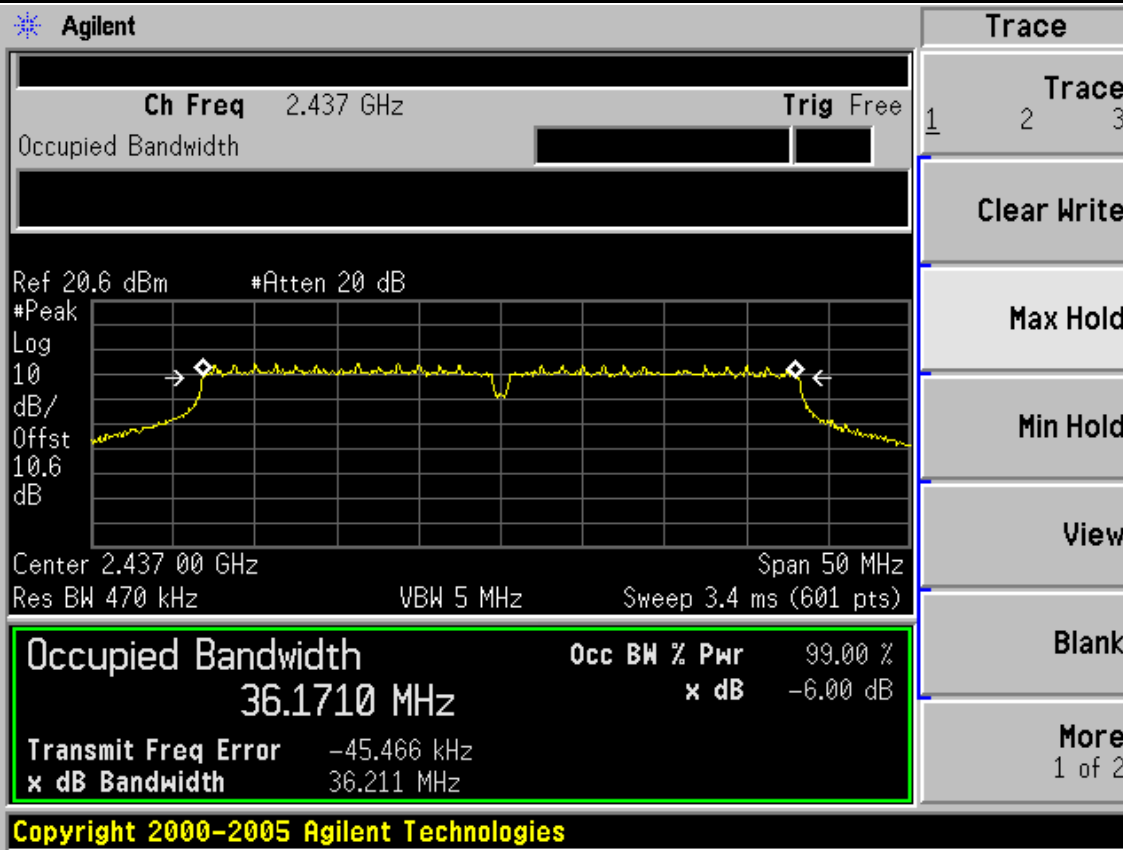 Agilent
Trace
Ch Freq 2.437 GHz Trig Free
Occupied Bandwidth
Trace
1 2 3
Clear Write
Max Hold
Min Hold
View
Blank
More
1 of 2
Ref 20.6 dBm #Atten 20 dB
#Peak
Log
10
dB/
Offst
10.6
dB
Center 2.437 00 GHz Span 50 MHz
Res BW 470 kHz VBW 5 MHz Sweep 3.4 ms (601 pts)
Occupied Bandwidth
36.1710 MHz
Occ BW % Pwr 99.00 %
x dB -6.00 dB
Transmit Freq Error -45.466 kHz
x dB Bandwidth 36.211 MHz
Copyright 2000-2005 Agilent Technologies